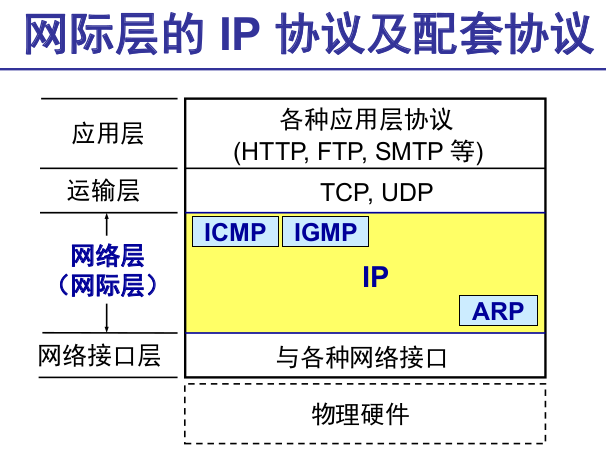 网际层的 IP 协议及配套协议
应用层
各种应用层协议
(HTTP, FTP, SMTP 等)
运输层
TCP, UDP
网络层
（网际层）
ICMP
IGMP
IP
ARP
网络接口层
与各种网络接口
物理硬件